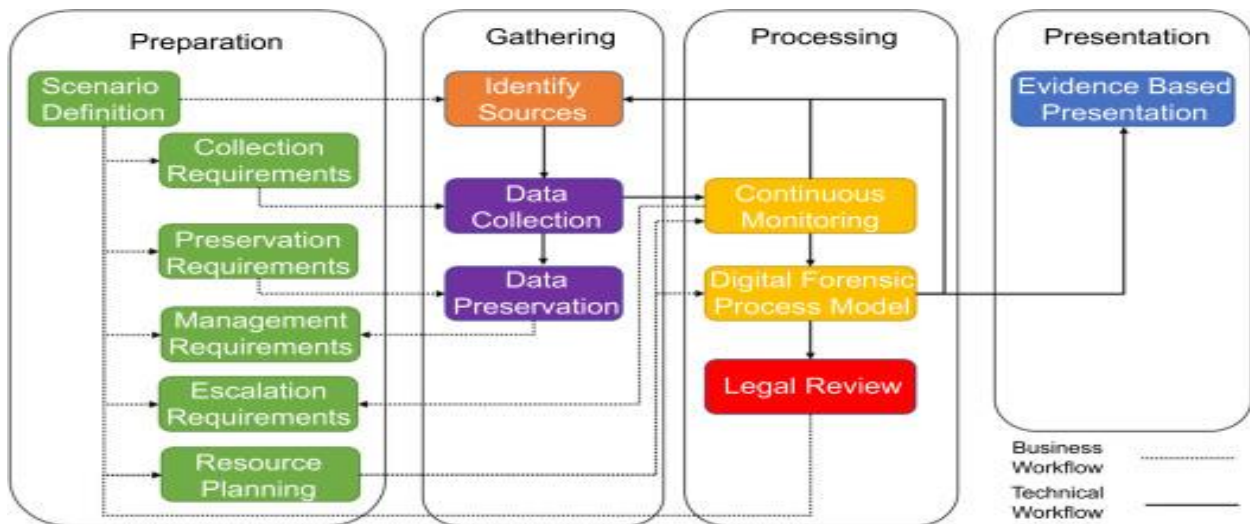 Preparation
Scenario
Definition
Collection
Requirements
Preservation
Requirements
Management
Requirements
Escalation
Requirements
Resource
Planning
Gathering
Identify
Sources
Data
Collection
Data
Preservation
Processing
Continuous
Monitoring
Digital Forensic
Process Model
Legal Review
Presentation
Evidence Based
Presentation
Business
Workflow
Technical
Workflow